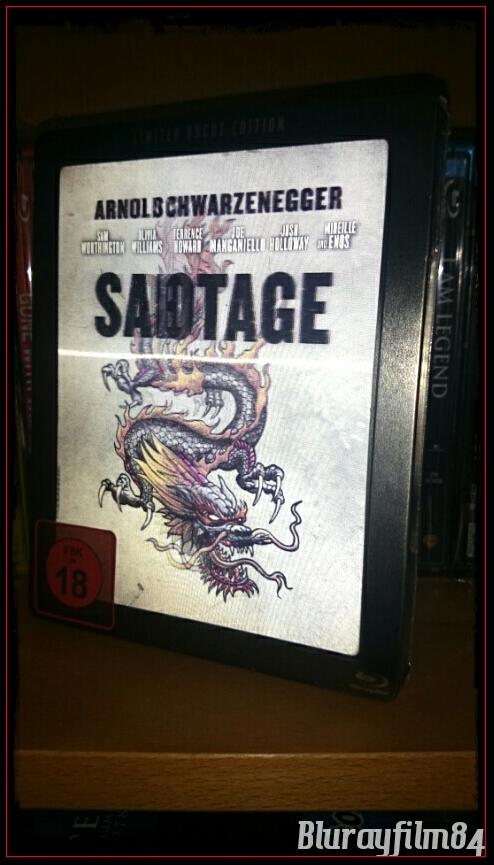 LIMITED UNCUT EDITION
ARNOLD SCHWARZENEGGER
SAM WORTHINGTON OLIVIA WILLIAMS TERRENCE HOWARD JOE MANGANIELLO JOSH HOLLOWAY UND MIREILLE ENOS
SABOTAGE
FSK
18
LEGEND
Blurayfilm84